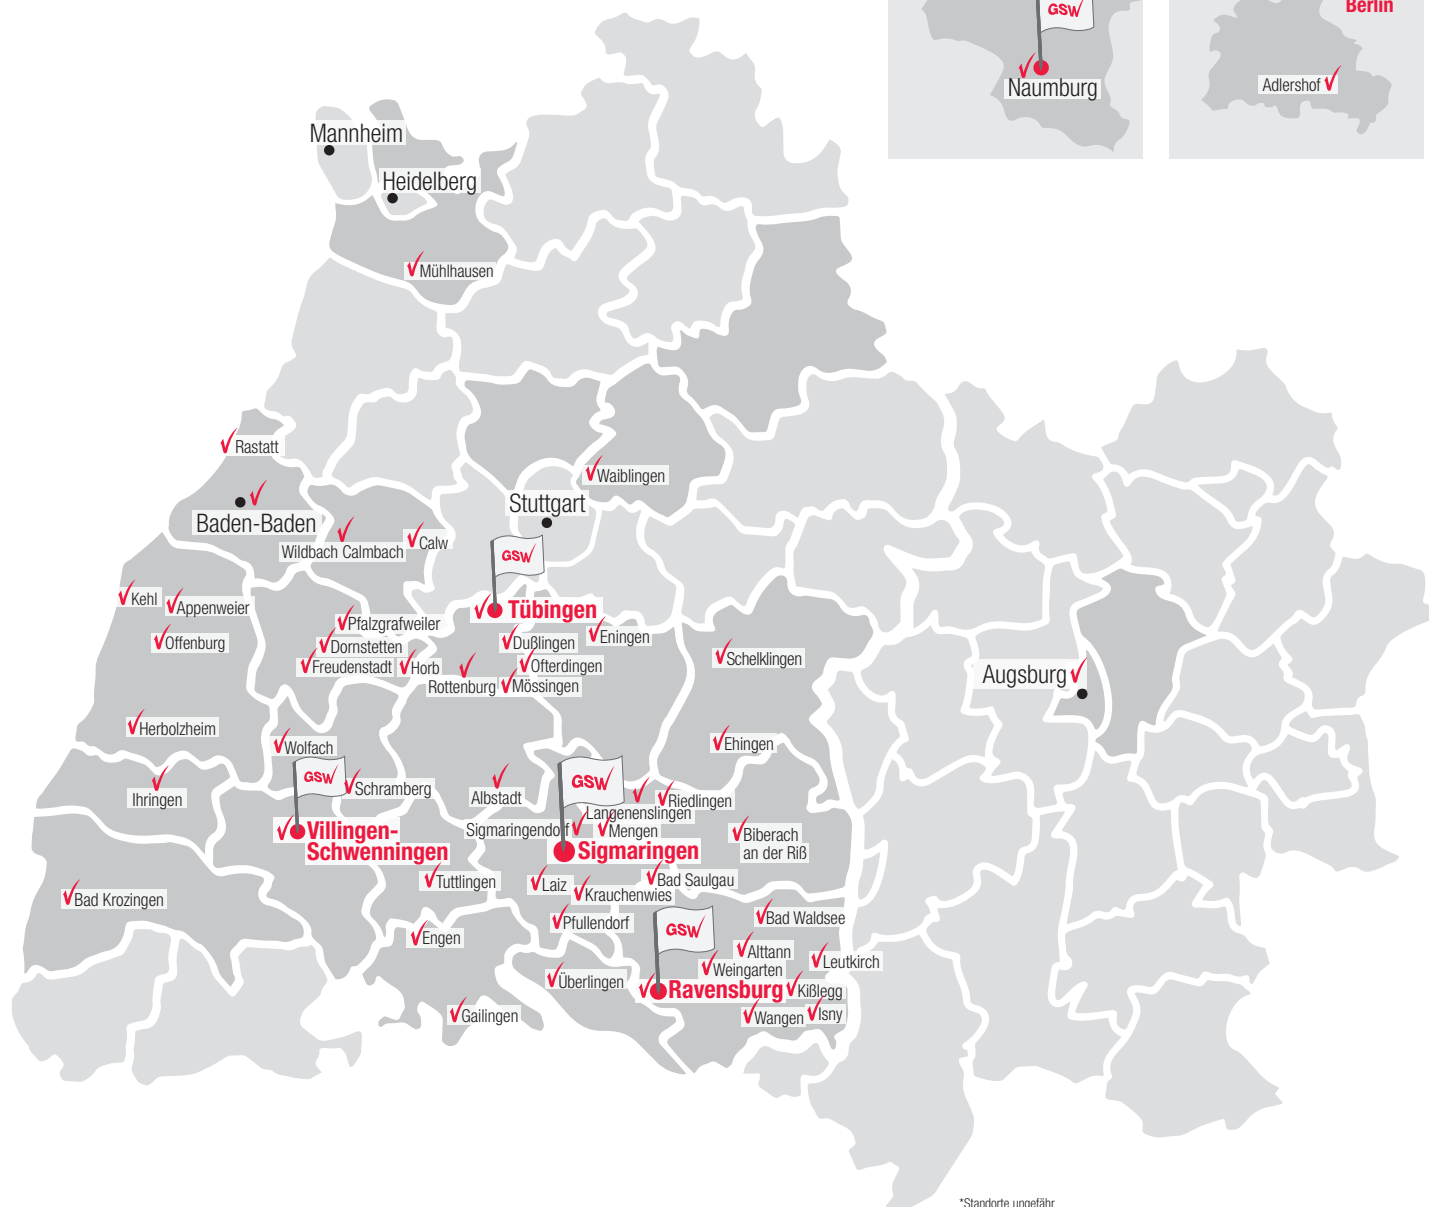 Berlin
GSW
Naumburg
Adlershof
Mannheim
Heidelberg
Mühlhausen
Rastatt
Waiblingen
Stuttgart
Baden-Baden
Wildbach Calmbach
Calw
GSW
Kehl
Appenweier
Tübingen
Pfalzgrafweiler
Offenburg
Dornstetten
Dußlingen
Eningen
Freudenstadt
Horb
Ofterdingen
Schelklingen
Rottenburg
Mössingen
Augsburg
Herbolzheim
Wolfach
Ehingen
GSW
Schramberg
GSW
Ihringen
Albstadt
Riedlingen
Langenenslingen
Sigmaringendorf
Mengen
Villingen-
Schwenningen
Biberach
an der Riß
Sigmaringen
Tuttlingen
Laiz
Bad Saulgau
Krauchenwies
Bad Krozingen
Pfullendorf
Bad Waldsee
GSW
Engen
Alttann
Leutkirch
Weingarten
Überlingen
Ravensburg
Kißlegg
Gailingen
Wangen
Isny
*Standorte ungefähr